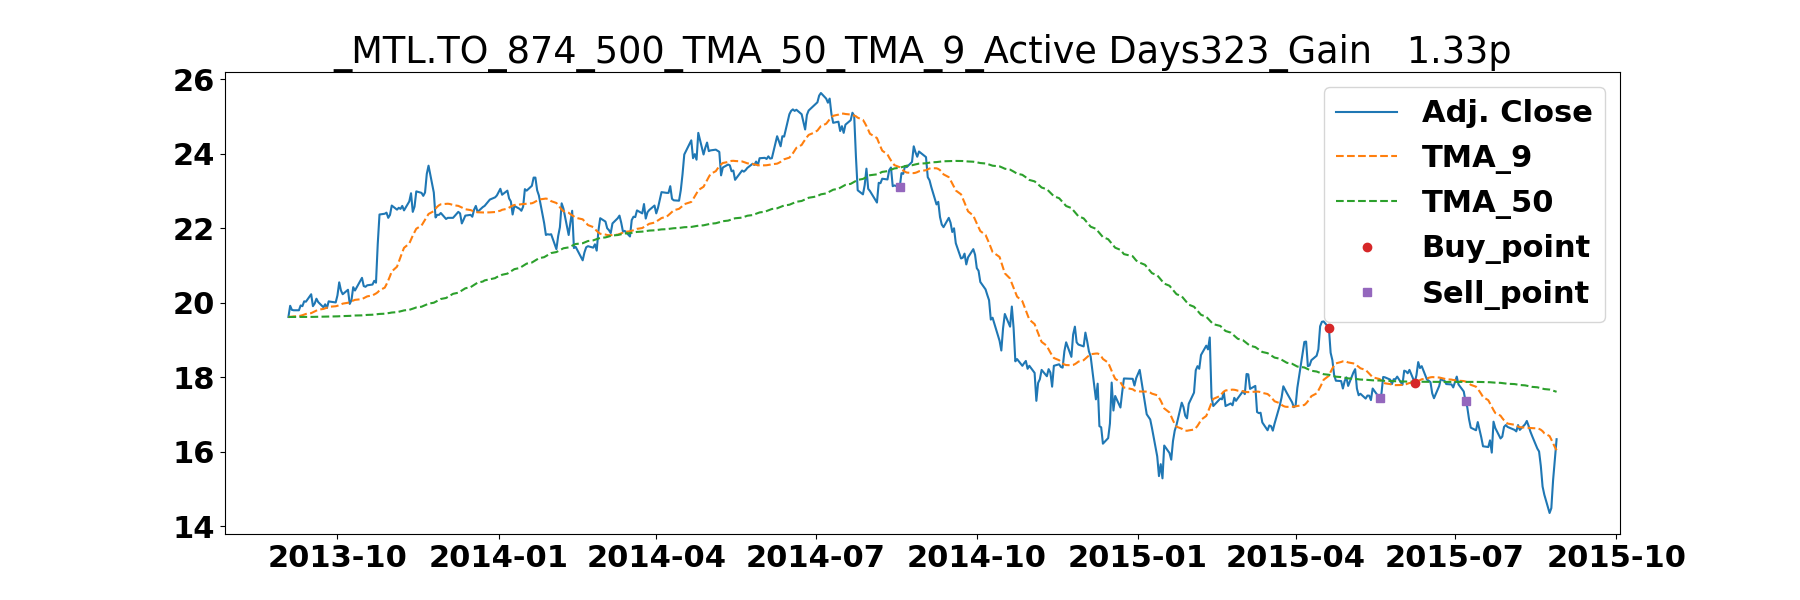 _MTL.TO_874_500_TMA_50_TMA_9_Active Days323_Gain   1.33p
26
24
22
20
18
16
14
Adj. Close
TMA_9
TMA_50
Buy_point
Sell_point
2013-10 2014-01 2014-04 2014-07 2014-10 2015-01 2015-04 2015-07 2015-10